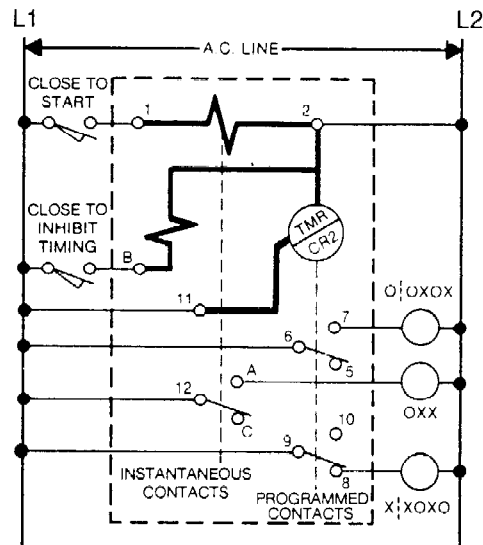 L1 L2
A.C. LINE
CLOSE TO
START
1 2
CLOSE TO
INHIBIT
TIMING
B
TMR
CR2
11
7
O¦OXOX
6
5
A
OXX
12
C
10
9
8
X¦XOXO
INSTANTANEOUS
CONTACTS
PROGRAMMED
CONTACTS